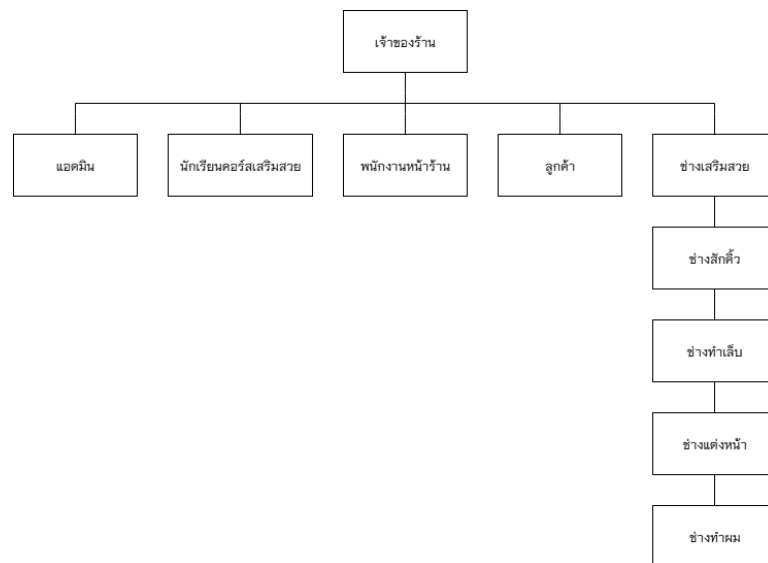 เจ้าของร้าน
แอดมิน
นักเรียนคอร์สเสริมสวย
พนักงานหน้าร้าน
ลูกค้า
ช่างเสริมสวย
ช่างสักคิ้ว
ช่างทำเล็บ
ช่างแต่งหน้า
ช่างทำผม